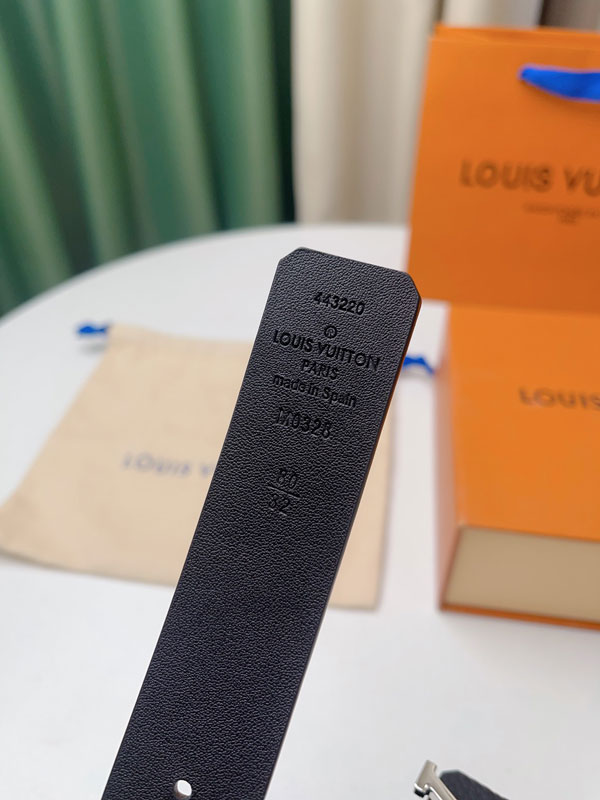 LOUIS VU
443220
LOUIS VUITTON
PARIS
made in Spain
M0328
80
32
LOUIS
LOUIS V